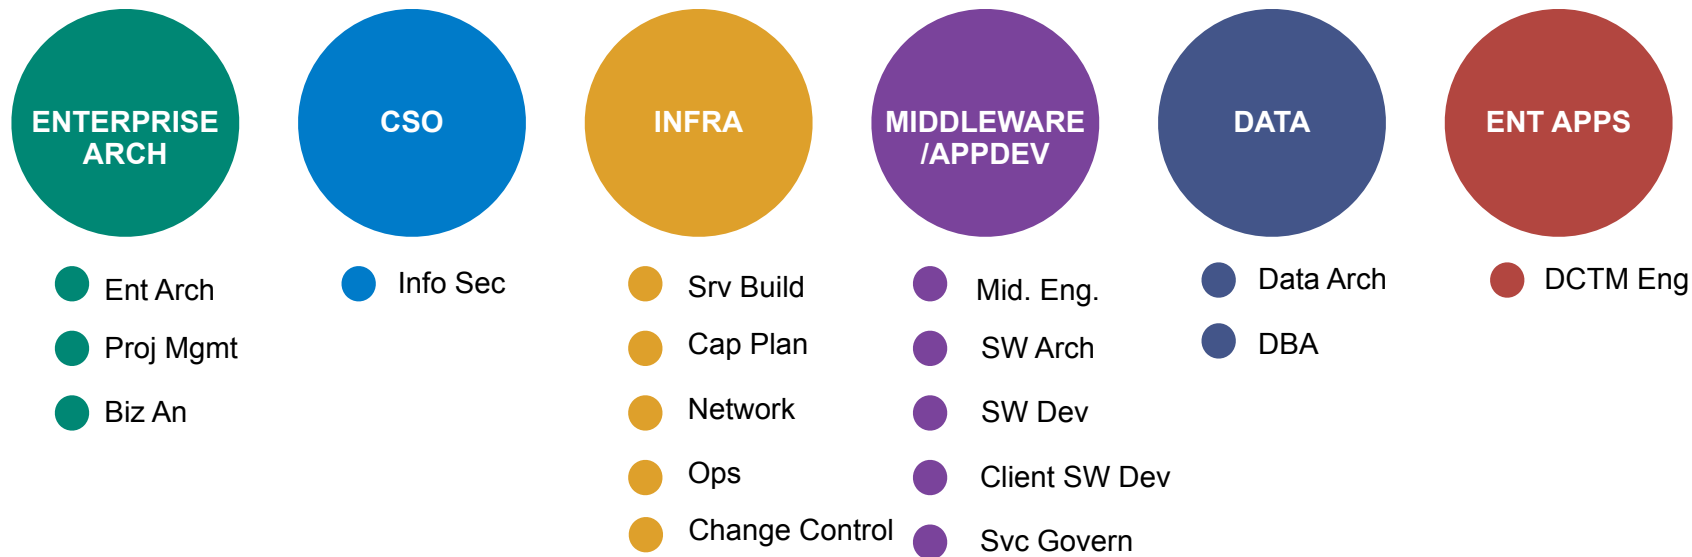 ENTERPRISE
ARCH
CSO
INFRA
MIDDLEWARE
/APPDEV
DATA
ENT APPS
Ent Arch
Proj Mgmt
Biz An
Info Sec
Srv Build
Cap Plan
Network
Ops
Change Control
Mid. Eng.
SW Arch
SW Dev
Client SW Dev
Svc Govern
Data Arch
DBA
DCTM Eng